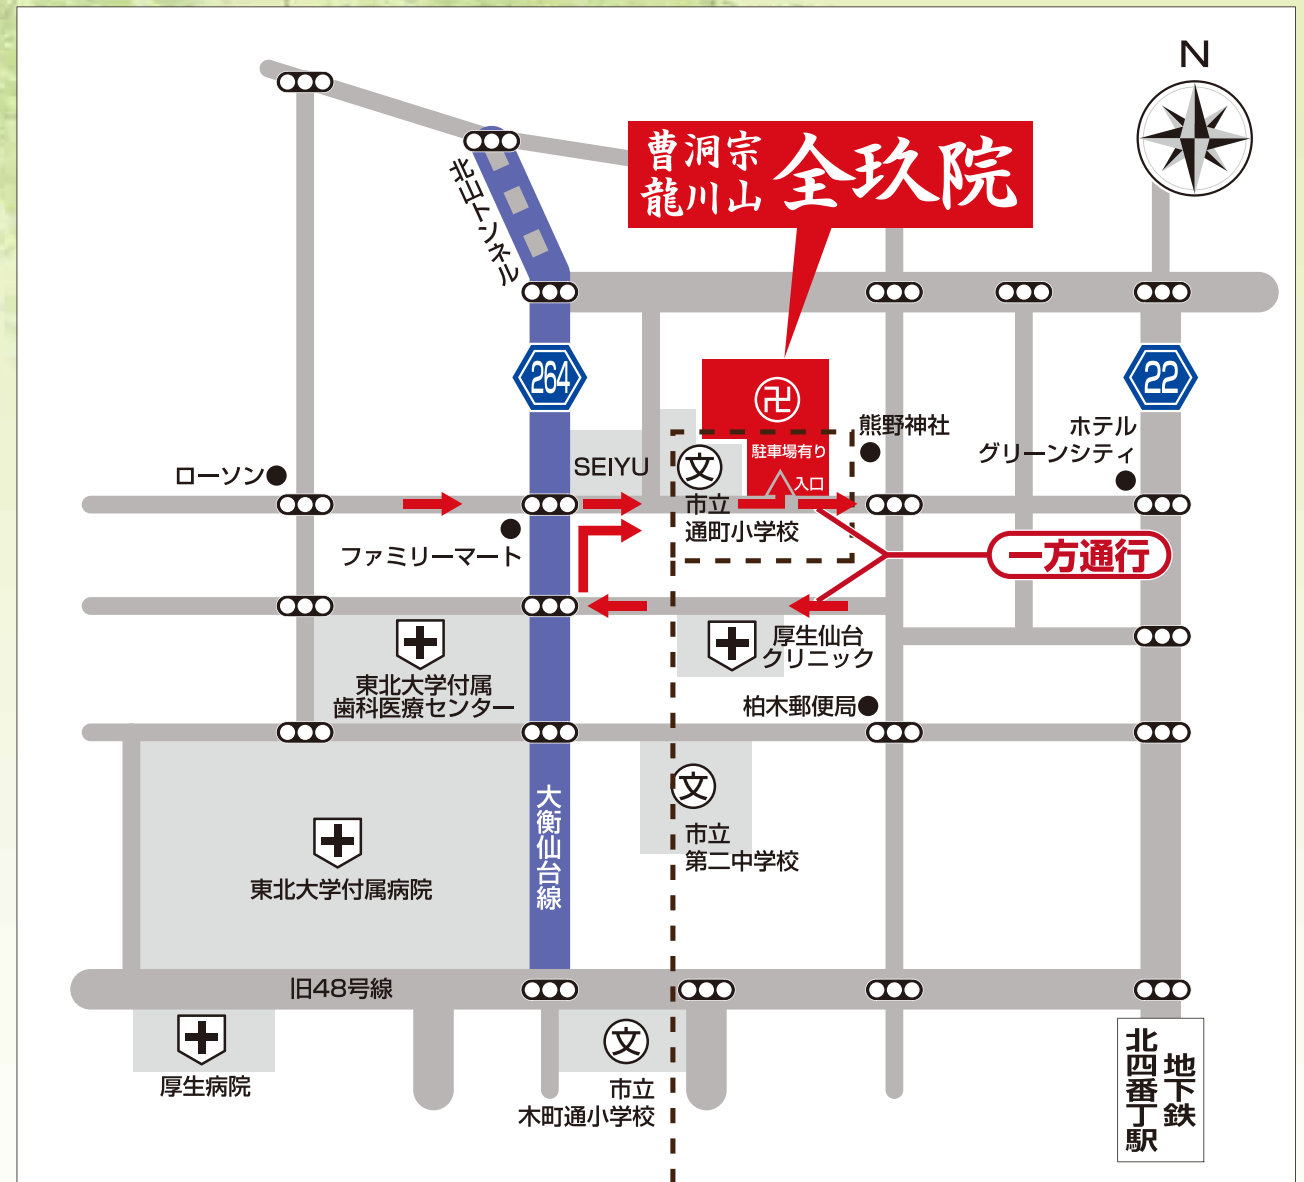 N
曹洞宗
龍川山
全玖院
北山トンネル
264
22
卍
駐車場有り
入口
熊野神社
ホテル
グリーンシティ
ローソン
SEIYU
文
市立
通町小学校
ファミリーマート
一方通行
厚生仙台
クリニック
東北大学付属
歯科医療センター
柏木郵便局
文
市立
第二中学校
大衡仙台線
東北大学付属病院
旧48号線
厚生病院
文
市立
木町通小学校
地下鉄
北四番丁駅